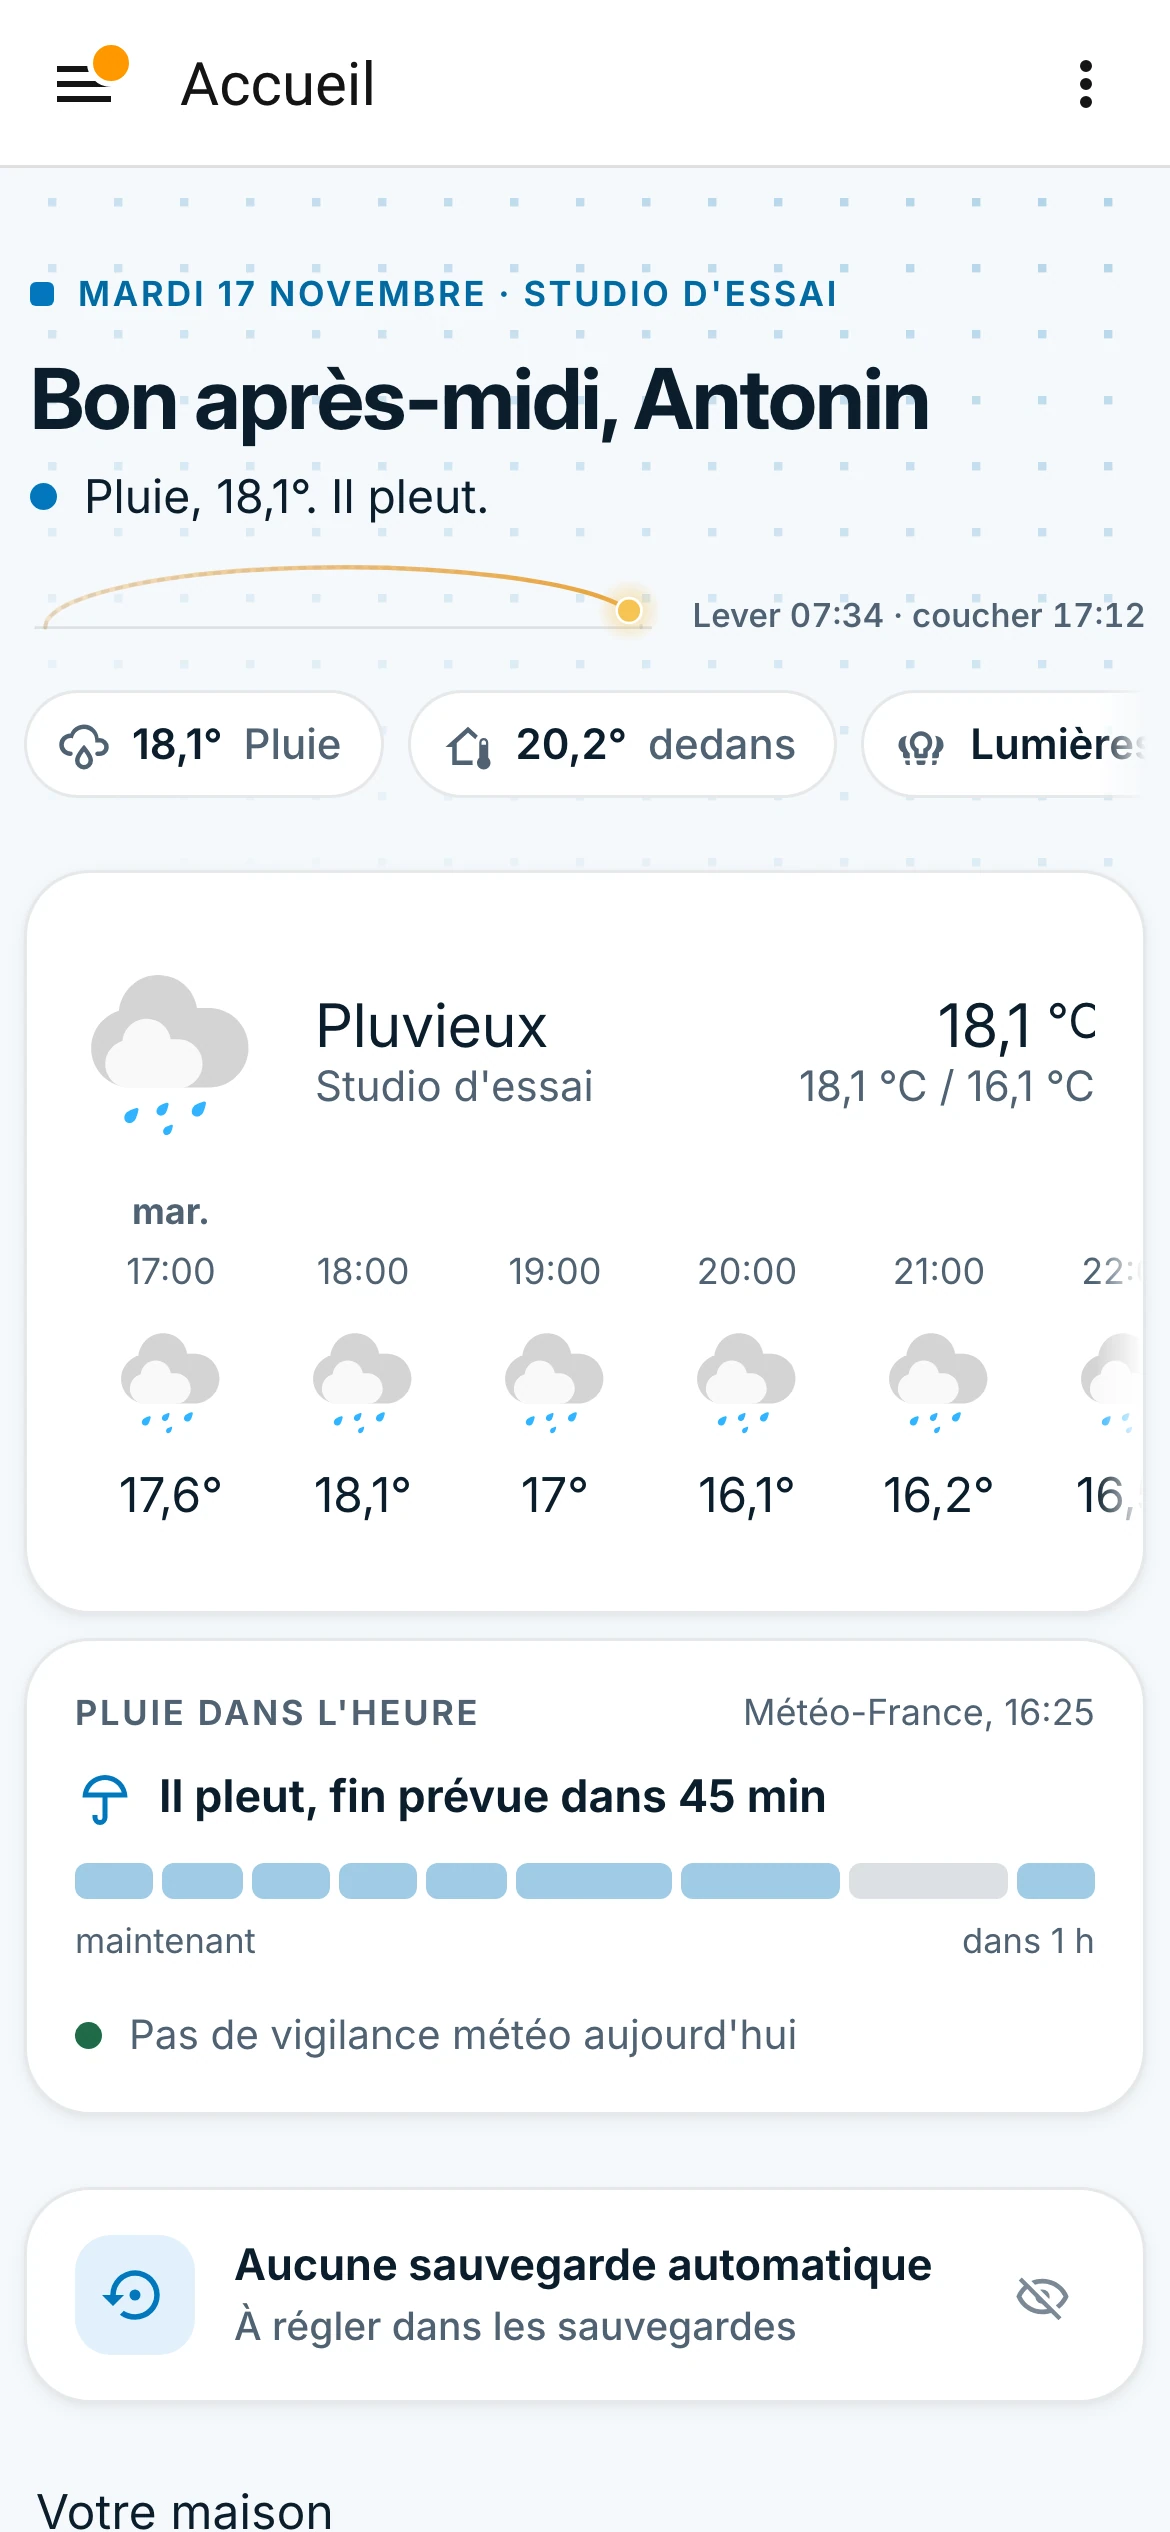 Accueil
MARDI 17 NOVEMBRE · STUDIO D'ESSAI
Bon après-midi, Antonin
Pluie, 18,1°. Il pleut.
Lever 07:34 · coucher 17:12
18,1° Pluie 20,2° dedans Lumières
Pluvieux 18,1 °C
Studio d'essai 18,1 °C / 16,1 °C
mar.
17:00 18:00 19:00 20:00 21:00 22:
17,6° 18,1° 17° 16,1° 16,2° 16,
PLUIE DANS L'HEURE Météo-France, 16:25
Il pleut, fin prévue dans 45 min
maintenant dans 1 h
Pas de vigilance météo aujourd'hui
Aucune sauvegarde automatique
À régler dans les sauvegardes
Votre maison